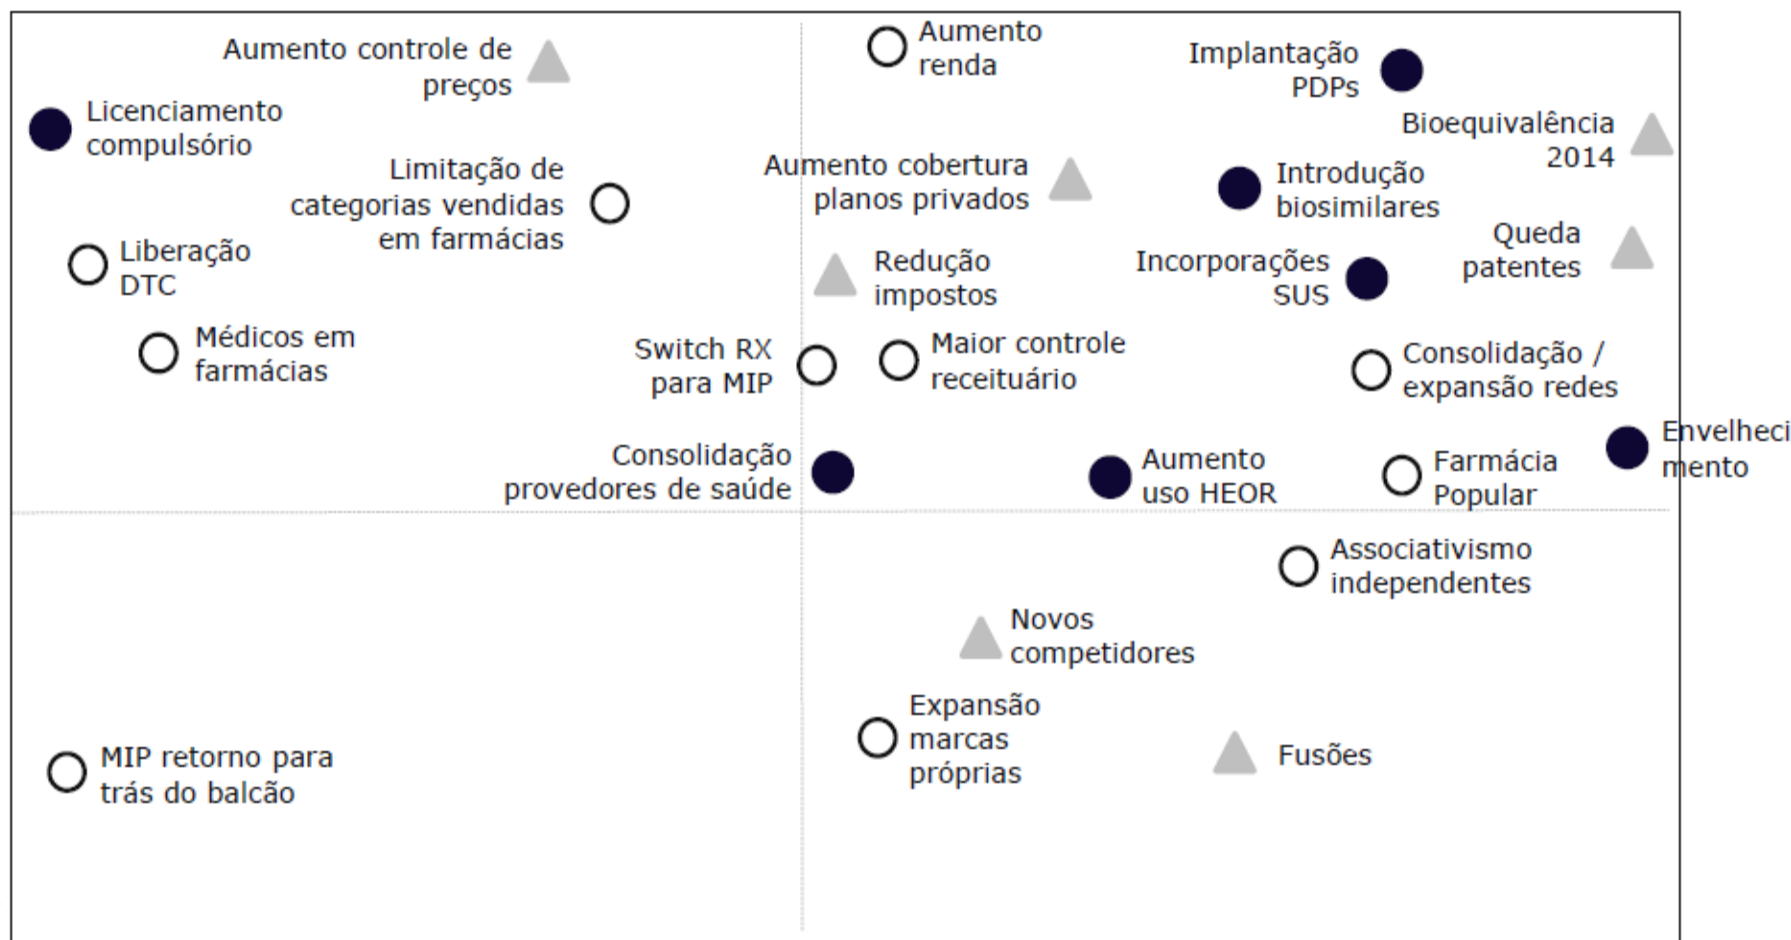 Aumento controle de
preços
Aumento
renda
Implantação
PDPs
Licenciamento
compulsório
Bioequivalência
2014
Limitação de
categorias vendidas
em farmácias
Aumento cobertura
planos privados
Introdução
biosimilares
Liberação
DTC
Redução
impostos
Incorporações
SUS
Queda
patentes
Médicos em
farmácias
Switch RX
para MIP
Maior controle
receituário
Consolidação /
expansão redes
Consolidação
provedores de saúde
Aumento
uso HEOR
Farmácia
Popular
Envelheci
mento
Associativismo
independentes
Novos
competidores
Expansão
marcas
próprias
Fusões
MIP retorno para
trás do balcão